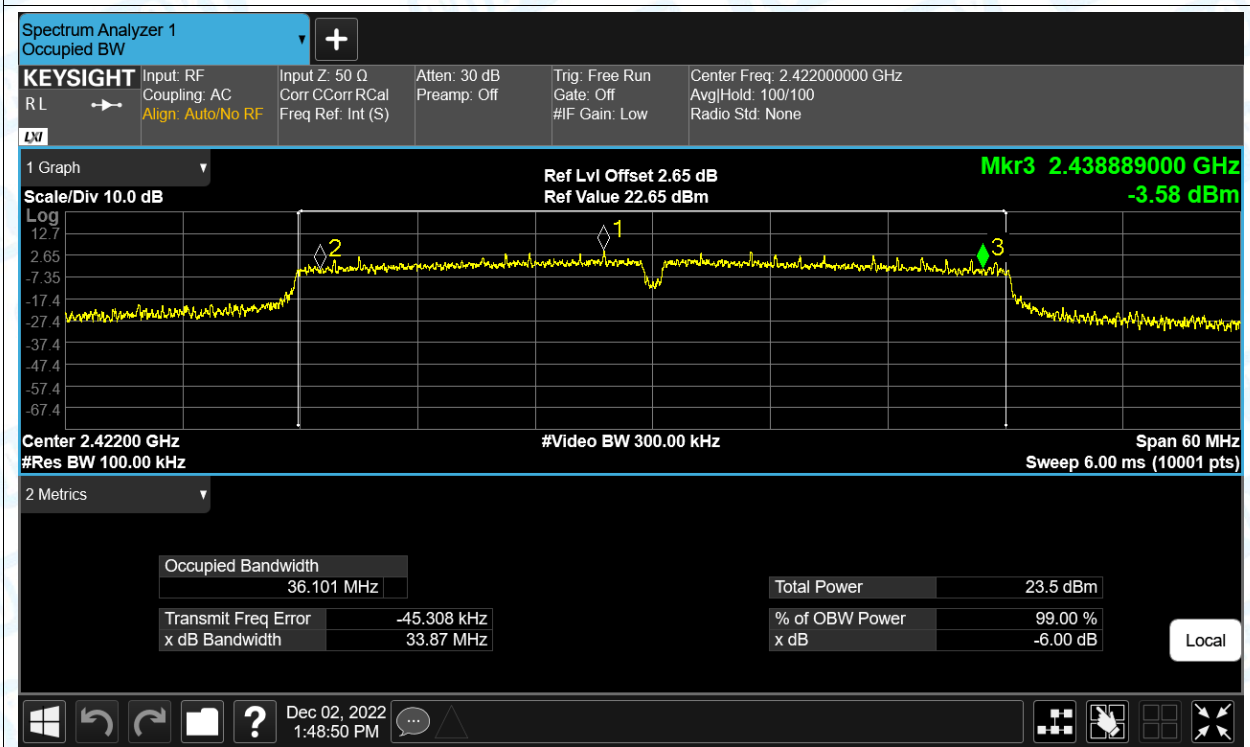 Spectrum Analyzer 1
Occupied BW
+
KEYSIGHT
R L
LXI
Input: RF
Coupling: AC
Align: Auto/No RF
Input Z: 50 Ω
Corr CCorr RCal
Freq Ref: Int (S)
Atten: 30 dB
Preamp: Off
Trig: Free Run
Gate: Off
#IF Gain: Low
Center Freq: 2.422000000 GHz
Avg|Hold: 100/100
Radio Std: None
1 Graph
Scale/Div 10.0 dB
Ref Lvl Offset 2.65 dB
Ref Value 22.65 dBm
Mkr3 2.438889000 GHz
-3.58 dBm
Log
12.7
2.65
-7.35
-17.4
-27.4
-37.4
-47.4
-57.4
-67.4
2
1
3
Center 2.42200 GHz
#Res BW 100.00 kHz
#Video BW 300.00 kHz
Span 60 MHz
Sweep 6.00 ms (10001 pts)
2 Metrics
Occupied Bandwidth
36.101 MHz
Transmit Freq Error -45.308 kHz
x dB Bandwidth 33.87 MHz
Total Power 23.5 dBm
% of OBW Power 99.00 %
x dB -6.00 dB
Local
?
Dec 02, 2022
1:48:50 PM